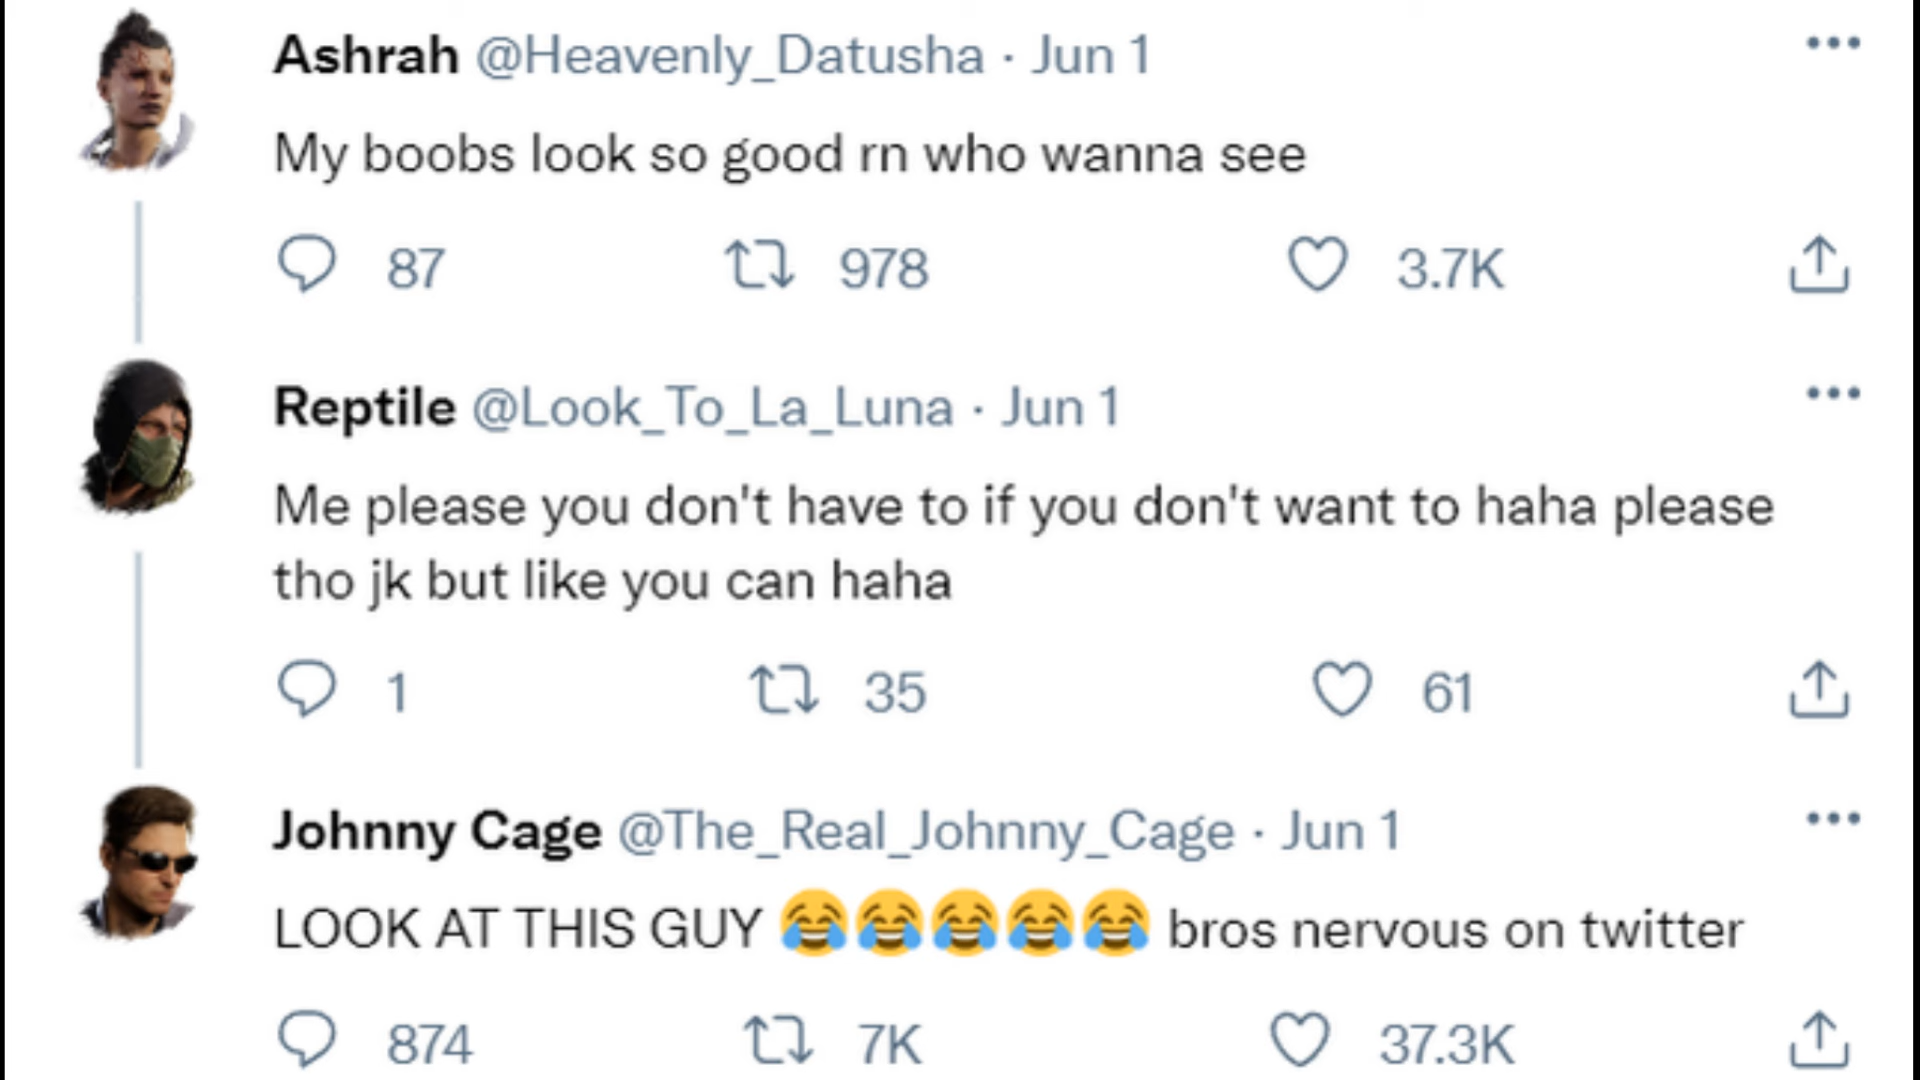 Ashrah @Heavenly_Datusha · Jun 1
My boobs look so good rn who wanna see
87 978 3.7K
Reptile @Look_To_La_Luna · Jun 1
Me please you don't have to if you don't want to haha please
tho jk but like you can haha
1 35 61
Johnny Cage @The_Real_Johnny_Cage · Jun 1
LOOK AT THIS GUY 😂😂😂😂😂 bros nervous on twitter
874 7K 37.3K